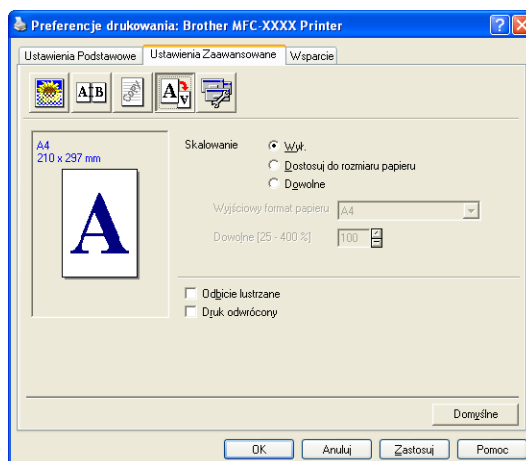 Preferencje drukowania: Brother MFC-XXXX Printer
Ustawienia Podstawowe Ustawienia Zaawansowane Wsparcie
A4
210 x 297 mm
A
Skalowanie
Wył.
Dostosuj do rozmiaru papieru
Dowolne
Wyjściowy format papieru A4
Dowolne [25 - 400 %] 100
Odbicie lustrzane
Druk odwrócony
Domyślne
OK Anuluj Zastosuj Pomoc